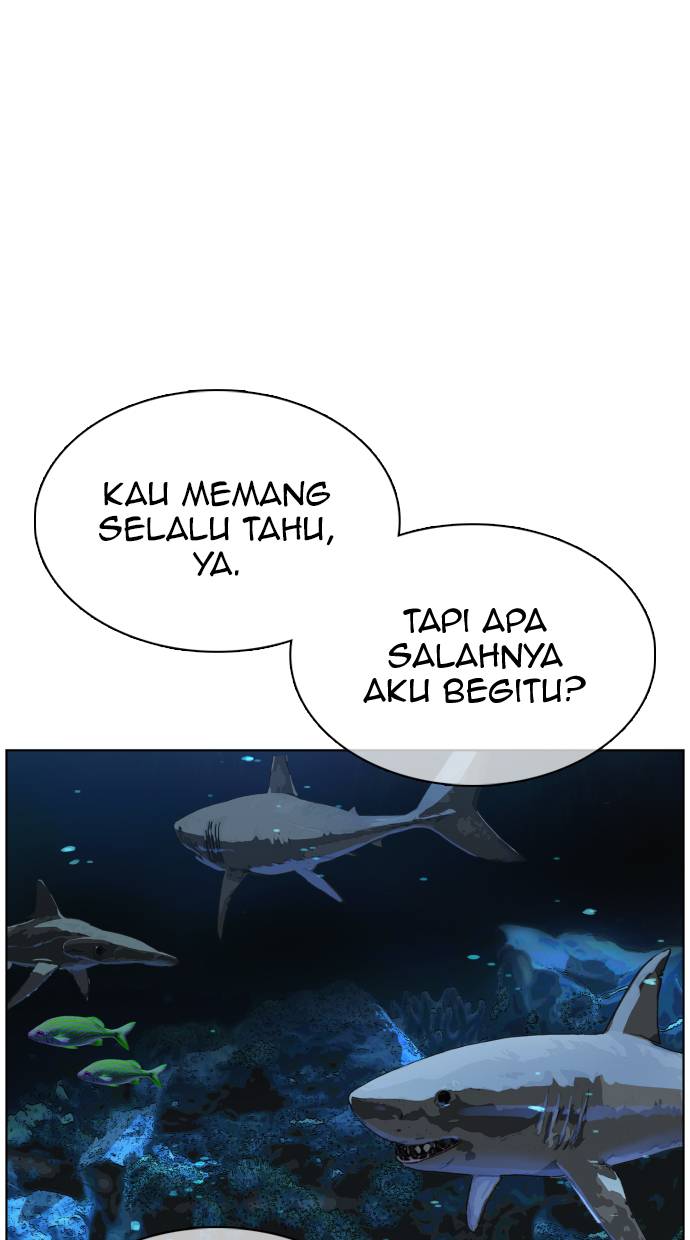 KAU MEMANG
SELALU TAHU,
YA.
TAPI APA
SALAHNYA
AKU BEGITU?